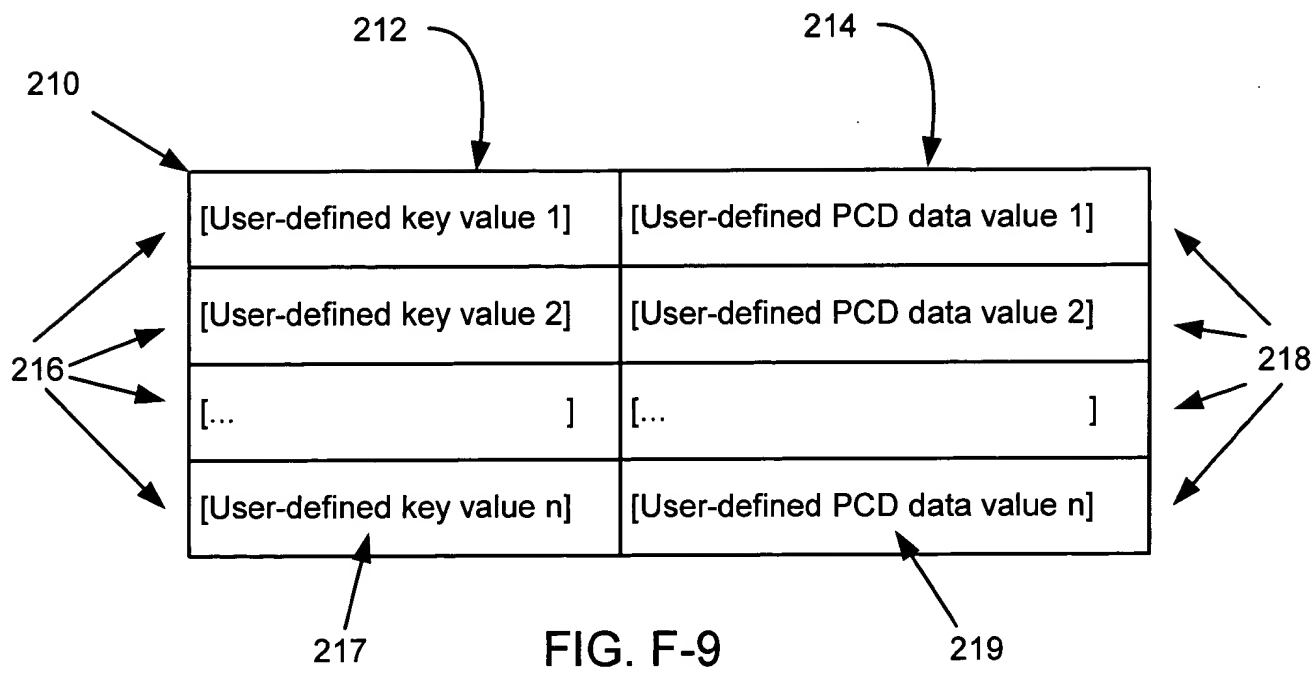 212
214
210
[User-defined key value 1] [User-defined PCD data value 1]
[User-defined key value 2] [User-defined PCD data value 2]
216
218
[... ] [... ]
[User-defined key value n] [User-defined PCD data value n]
217
FIG. F-9
219